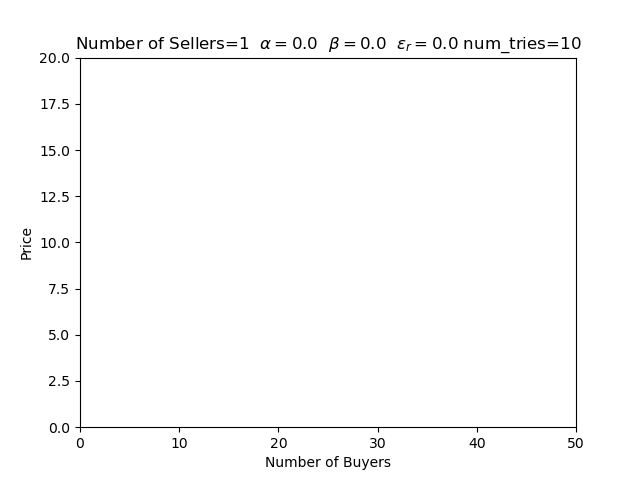 Number of Sellers=1 α = 0.0 β = 0.0 εᵣ = 0.0 num_tries=10
20.0
17.5
15.0
12.5
10.0
7.5
5.0
2.5
0.0
Price
0 10 20 30 40 50
Number of Buyers